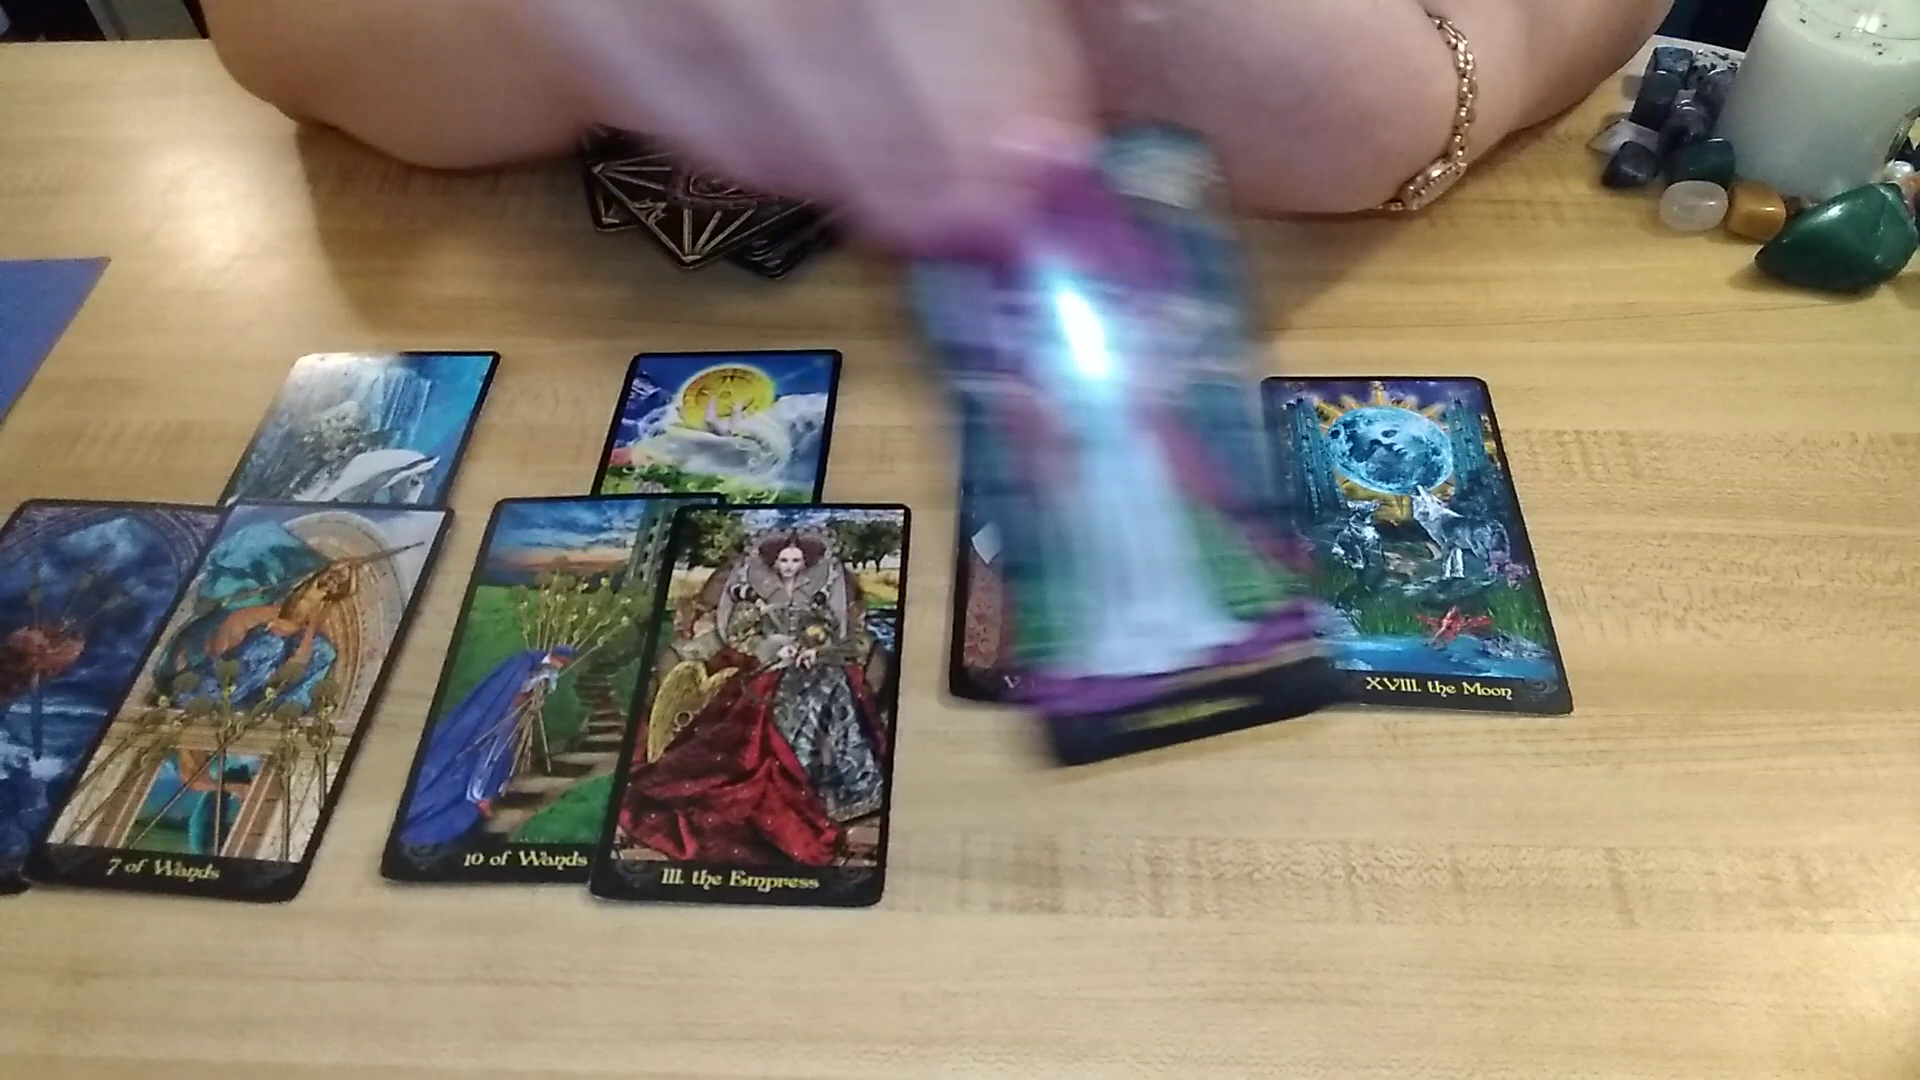 7 of Wands
10 of Wands
III. the Empress
XVIII. the Moon